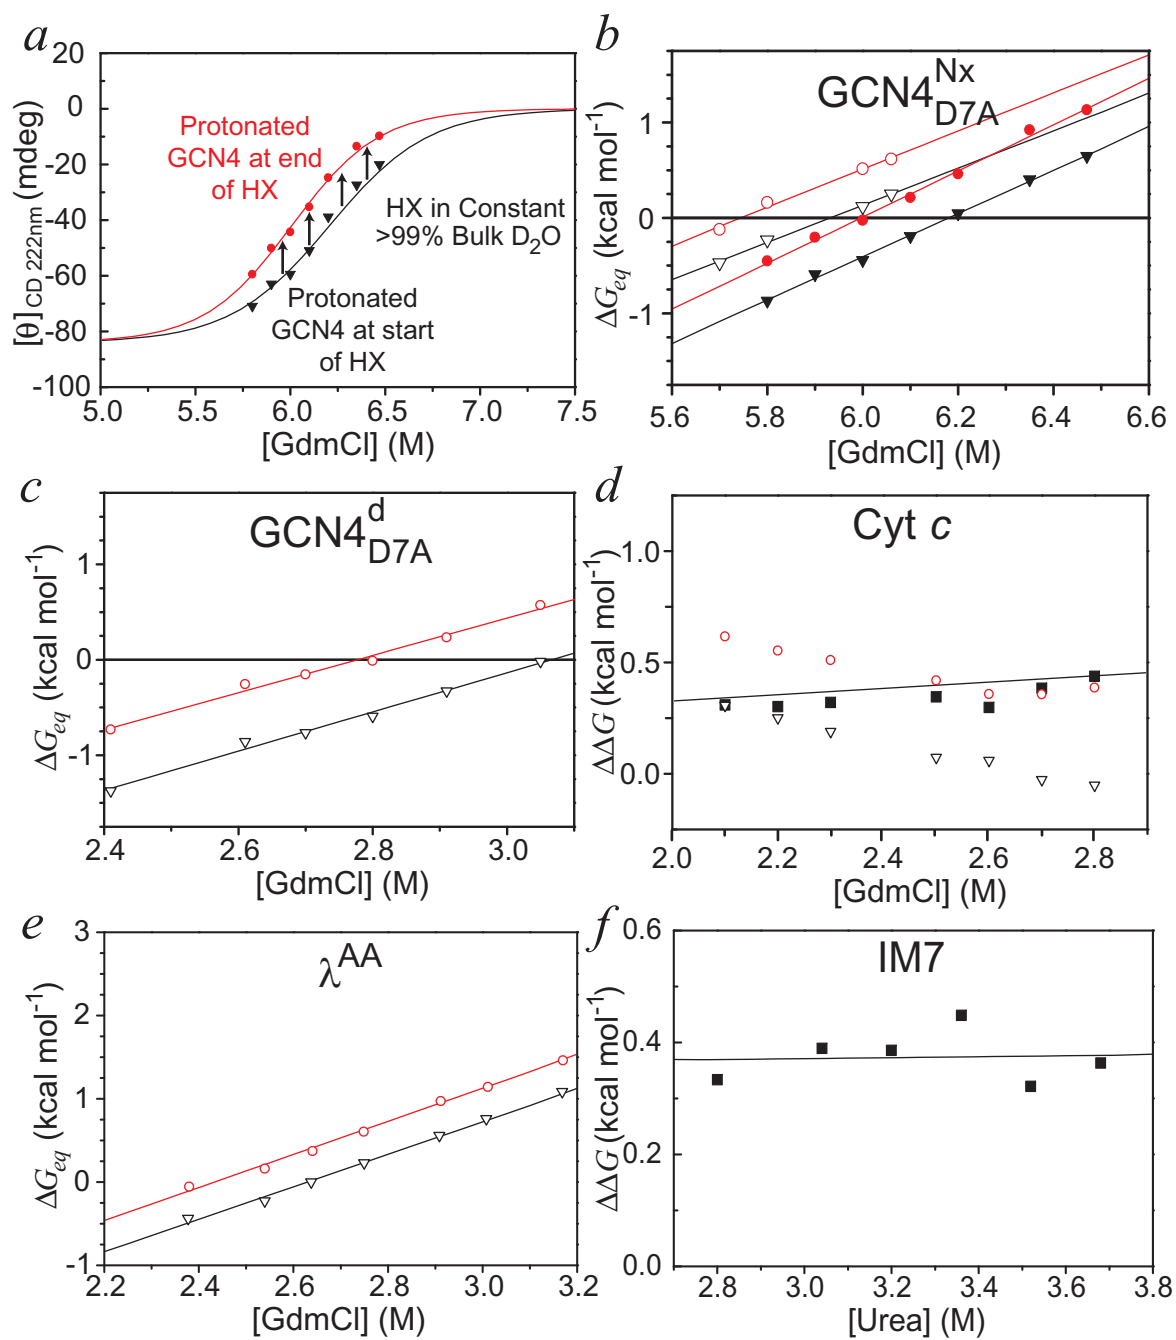 a
20
0
-20
-40
-60
-80
-100
[θ]CD 222nm (mdeg)
Protonated
GCN4 at end
of HX
HX in Constant
>99% Bulk D2O
Protonated
GCN4 at start
of HX
5.0 5.5 6.0 6.5 7.0 7.5
[GdmCl] (M)
b
GCN4 Nx D7A
1
0
-1
ΔGeq (kcal mol-1)
5.6 5.8 6.0 6.2 6.4 6.6
[GdmCl] (M)
c
GCN4 d D7A
1
0
-1
ΔGeq (kcal mol-1)
2.4 2.6 2.8 3.0
[GdmCl] (M)
d
Cyt c
1.0
0.5
0.0
ΔΔG (kcal mol-1)
2.0 2.2 2.4 2.6 2.8
[GdmCl] (M)
e
λAA
3
2
1
0
-1
ΔGeq (kcal mol-1)
2.2 2.4 2.6 2.8 3.0 3.2
[GdmCl] (M)
f
IM7
0.6
0.4
0.2
0.0
ΔΔG (kcal mol-1)
2.8 3.0 3.2 3.4 3.6 3.8
[Urea] (M)